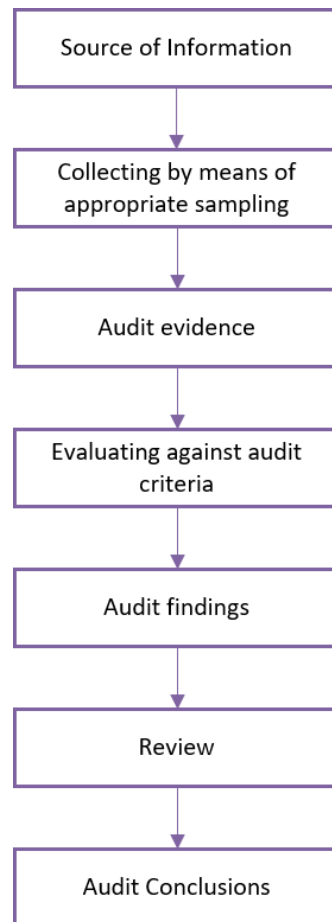 Source of Information
Collecting by means of
appropriate sampling
Audit evidence
Evaluating against audit
criteria
Audit findings
Review
Audit Conclusions